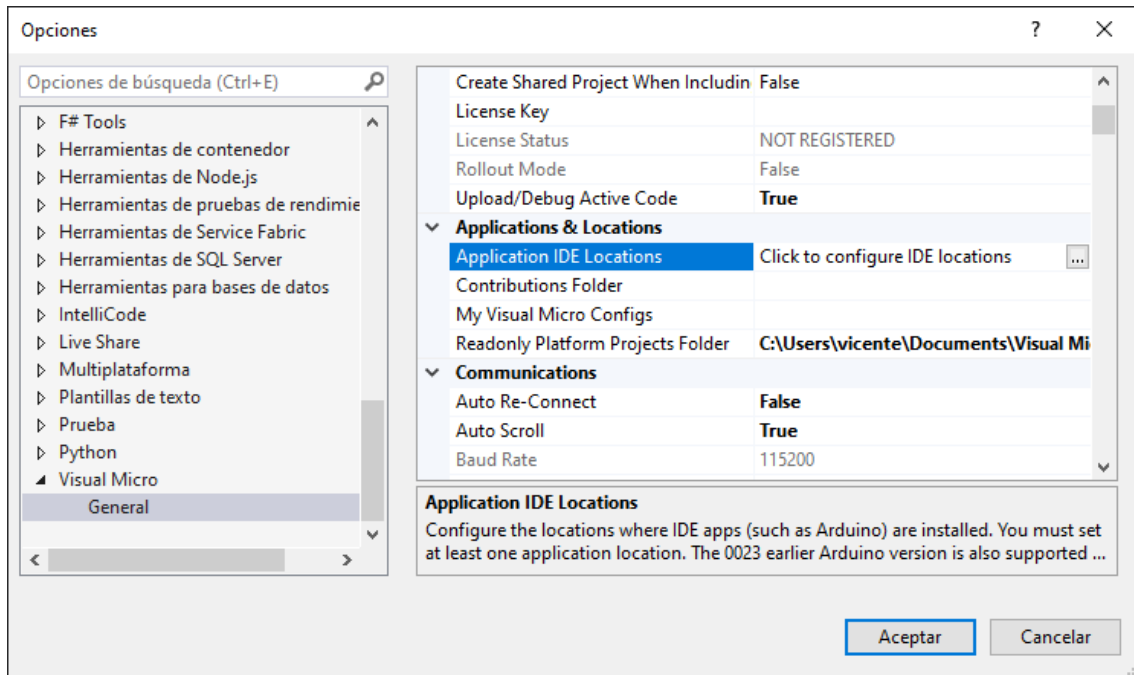 Opciones
Opciones de búsqueda (Ctrl+E)
F# Tools
Herramientas de contenedor
Herramientas de Node.js
Herramientas de pruebas de rendimie
Herramientas de Service Fabric
Herramientas de SQL Server
Herramientas para bases de datos
IntelliCode
Live Share
Multiplataforma
Plantillas de texto
Prueba
Python
Visual Micro
General
Create Shared Project When Includin False
License Key
License Status NOT REGISTERED
Rollout Mode False
Upload/Debug Active Code True
Applications & Locations
Application IDE Locations Click to configure IDE locations ...
Contributions Folder
My Visual Micro Configs
Readonly Platform Projects Folder C:\Users\vicente\Documents\Visual Mi
Communications
Auto Re-Connect False
Auto Scroll True
Baud Rate 115200
Application IDE Locations
Configure the locations where IDE apps (such as Arduino) are installed. You must set
at least one application location. The 0023 earlier Arduino version is also supported ...
Aceptar Cancelar